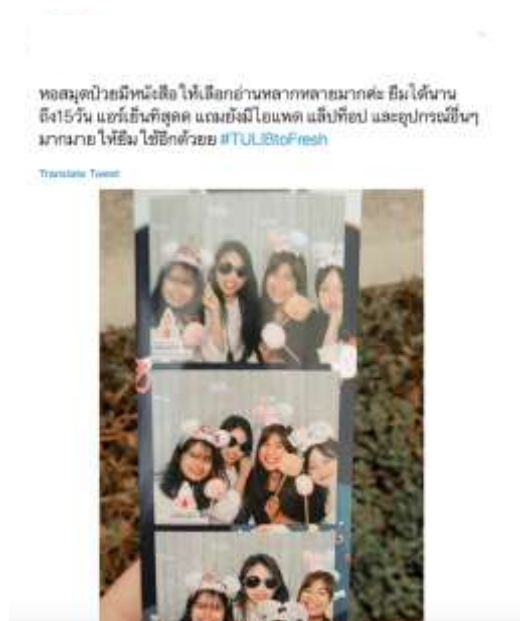 หอสมุดป๋วยมีหนังสือให้เลือกอ่านหลากหลายมากค่ะ ยืมได้นาน
ถึง15วัน แอร์เย็นที่สุดด แถมยังมีไอแพด แล็ปท็อป และอุปกรณ์อื่นๆ
มากมาย ให้ยืมใช้อีกด้วยย #TULIBtoFresh
Translate Tweet